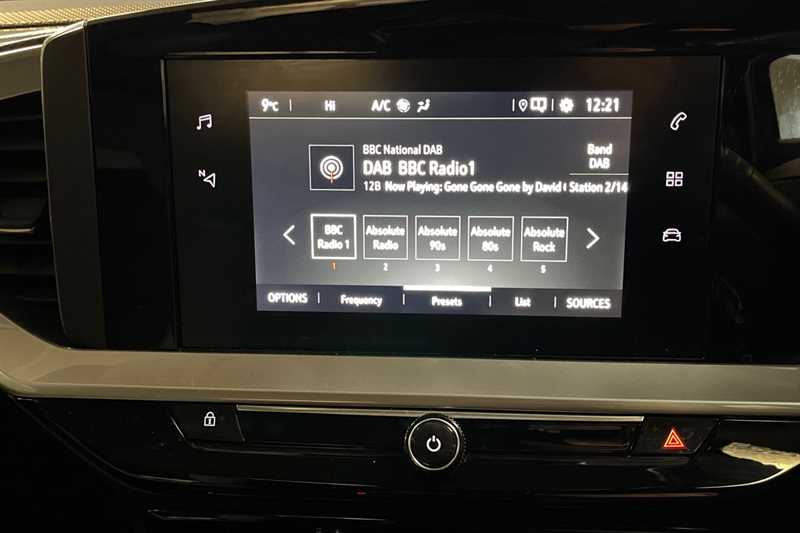 9°C Hi A/C 12:21
BBC National DAB
DAB BBC Radio1
12B Now Playing: Gone Gone Gone by David
Band
DAB
Station 2/14
N
BBC Radio 1
Absolute Radio
Absolute 90s
Absolute 80s
Absolute Rock
1 2 3 4 5
OPTIONS Frequency Presets List SOURCES